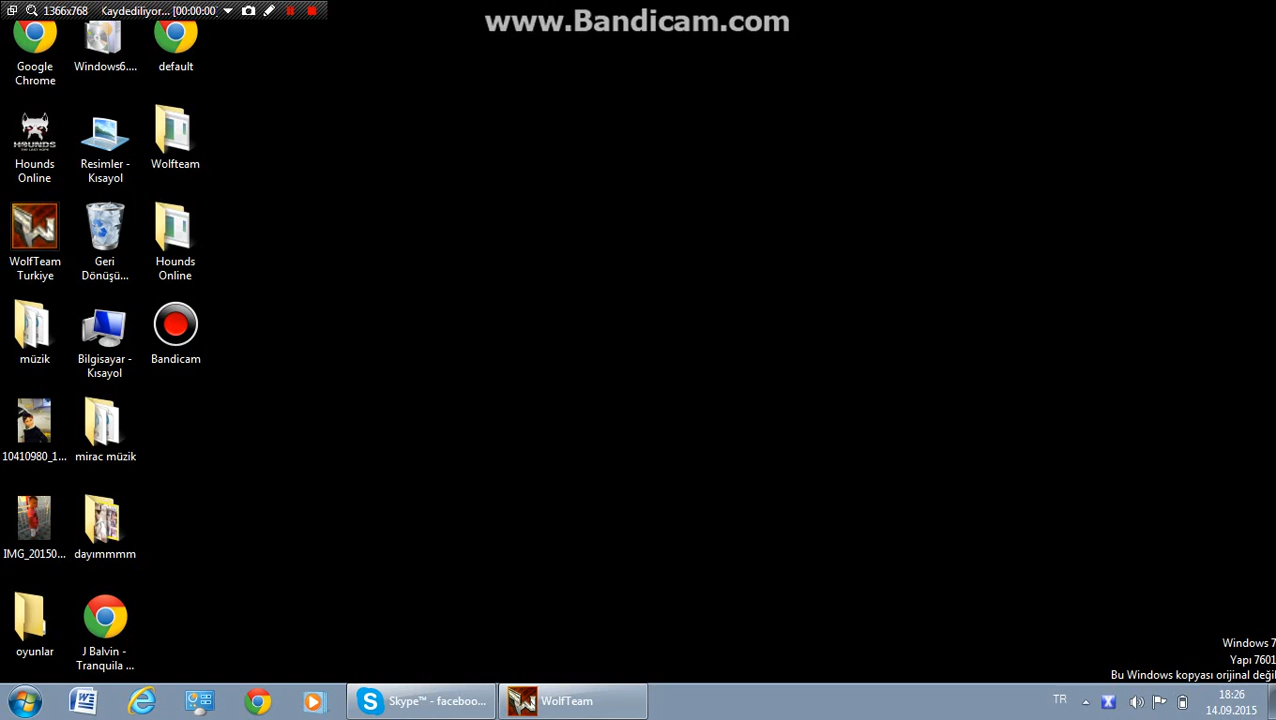 1366x768 Kaydediliyor... [00:00:00]
www.Bandicam.com
Google
Chrome
Windows6....
default
HOUNDS
Hounds
Online
Resimler -
Kısayol
Wolfteam
WolfTeam
Turkiye
Geri
Dönüşü...
Hounds
Online
müzik
Bilgisayar -
Kısayol
Bandicam
10410980_1...
mirac müzik
IMG_20150...
dayımmmm
oyunlar
J Balvin -
Tranquila ...
Windows 7
Yapı 7601
Bu Windows kopyası orijinal değil
Skype™ - faceboo...
WolfTeam
TR
18:26
14.09.2015